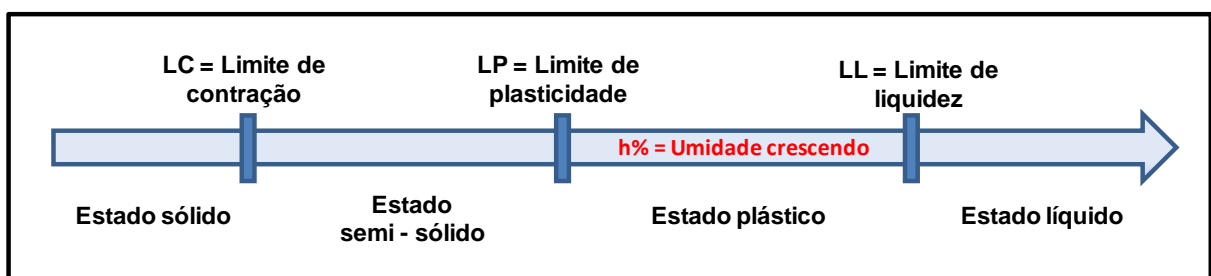 LC = Limite de
contração
LP = Limite de
plasticidade
LL = Limite de
liquidez
h% = Umidade crescendo
Estado sólido
Estado
semi - sólido
Estado plástico
Estado líquido